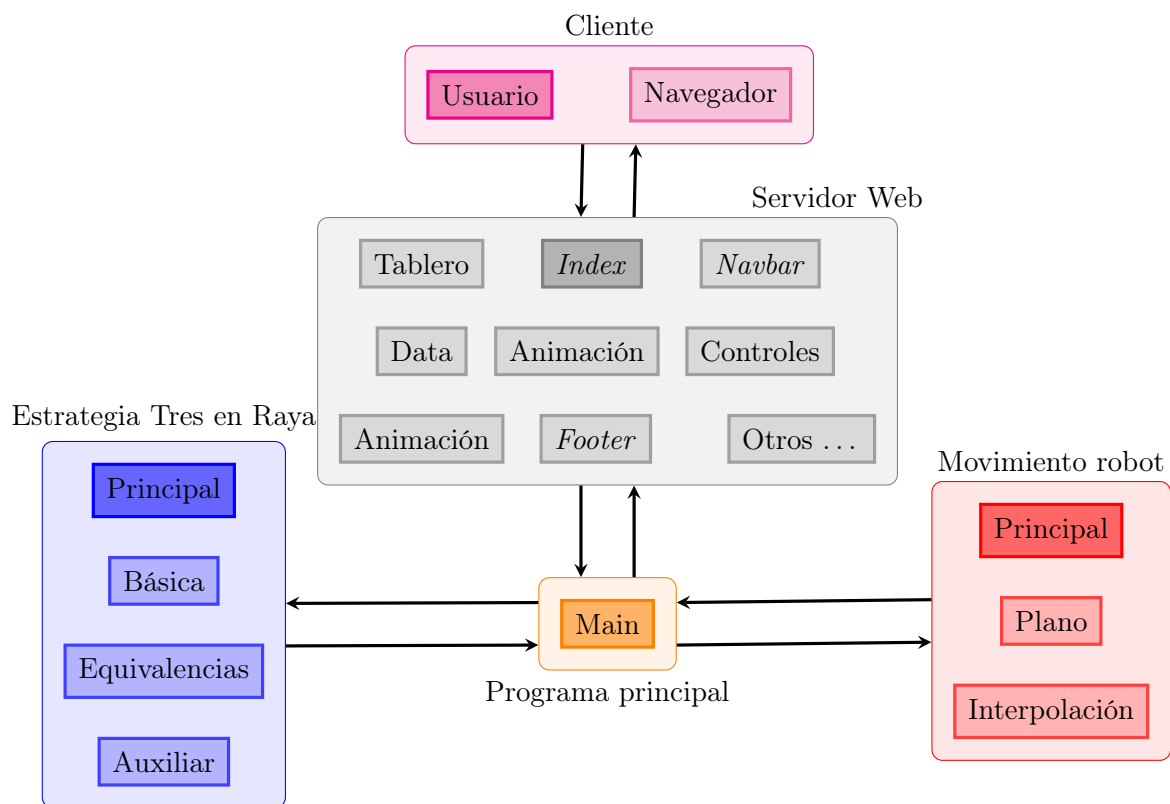 Cliente
Usuario
Navegador
Servidor Web
Tablero
Index
Navbar
Data
Animación
Controles
Animación
Footer
Otros ...
Estrategia Tres en Raya
Principal
Básica
Equivalencias
Auxiliar
Main
Programa principal
Movimiento robot
Principal
Plano
Interpolación